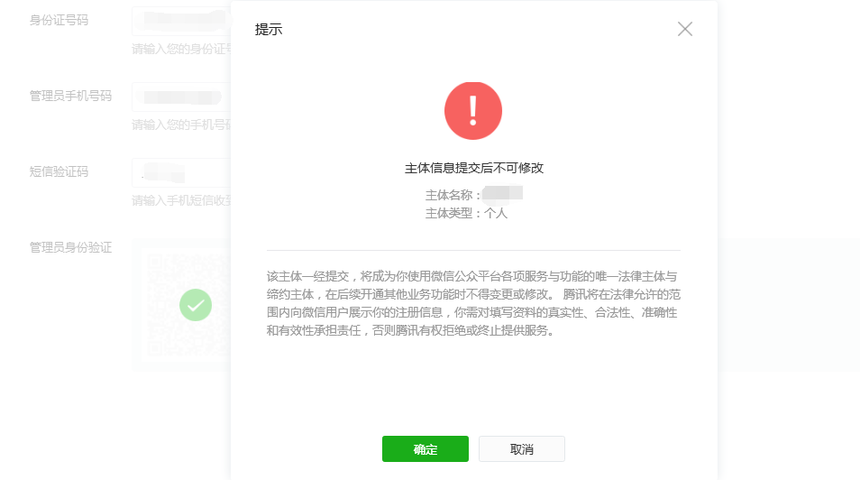 提示
身份证号码
请输入您的身份证号
管理员手机号码
请输入您的手机号码
短信验证码
请输入手机短信收到
管理员身份验证
主体信息提交后不可修改
主体名称：
主体类型：个人
该主体一经提交，将成为你使用微信公众平台各项服务与功能的唯一法律主体与
缔约主体，在后续开通其他业务功能时不得变更或修改。 腾讯将在法律允许的范
围内向微信用户展示你的注册信息，你需对填写资料的真实性、合法性、准确性
和有效性承担责任，否则腾讯有权拒绝或终止提供服务。
确定
取消